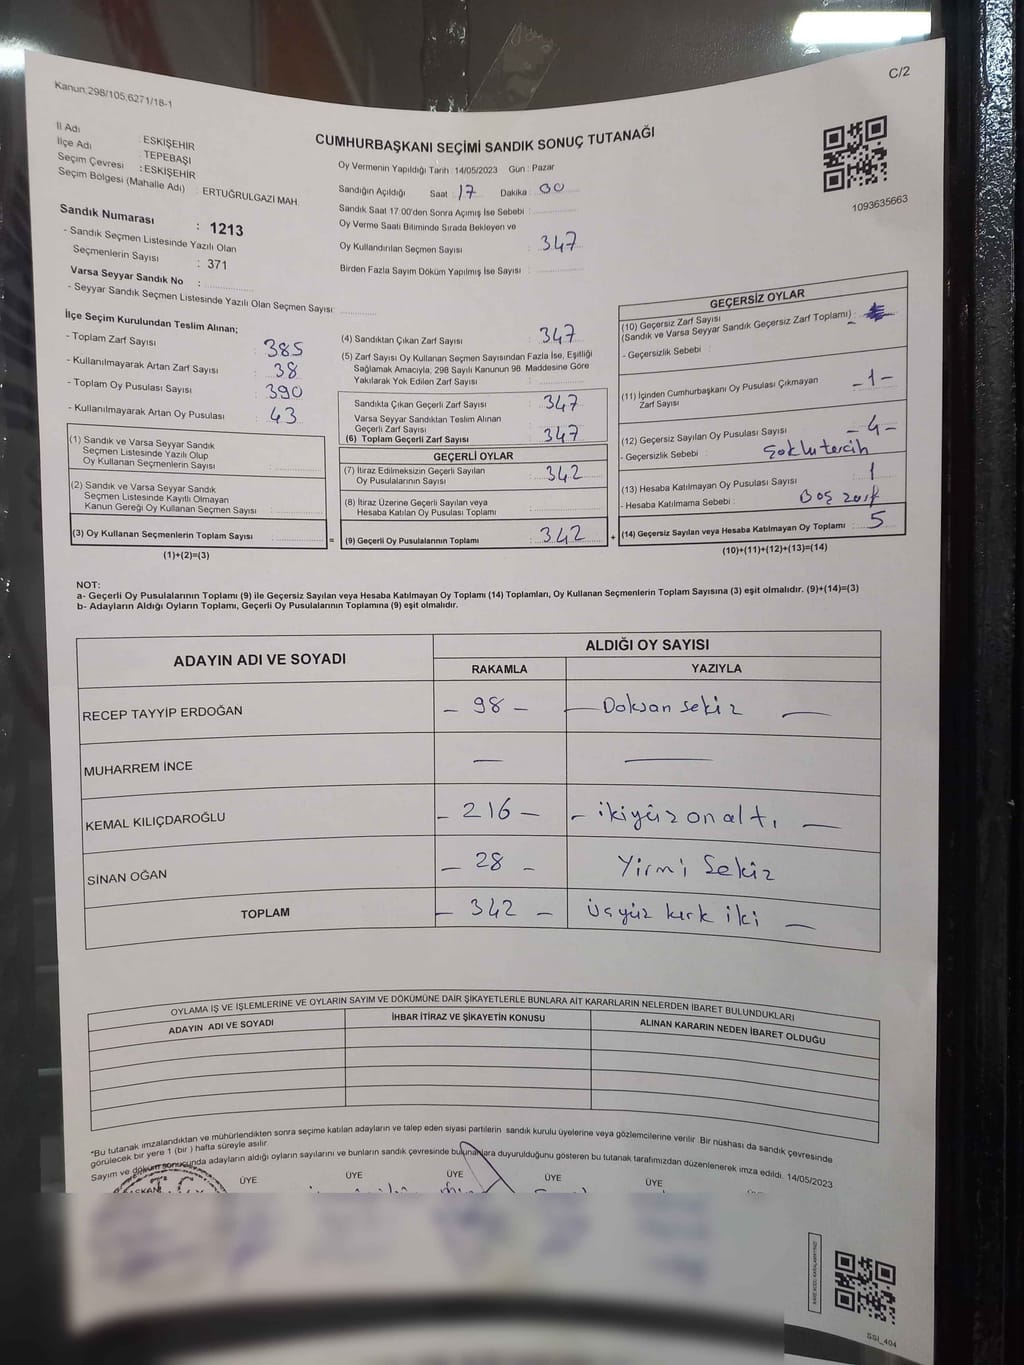 C/2
Kanun.298/105,6271/18-1
İl Adı : ESKİŞEHİR
İlçe Adı : TEPEBAŞI
Seçim Çevresi : ESKİŞEHİR
Seçim Bölgesi (Mahalle Adı) : ERTUĞRULGAZI MAH.
CUMHURBAŞKANI SEÇİMİ SANDIK SONUÇ TUTANAĞI
Oy Vermenin Yapıldığı Tarih : 14/05/2023 Gün : Pazar
Sandığın Açıldığı Saat : 17 Dakika : 00
Sandık Saat 17.00'den Sonra Açımış İse Sebebi :
Oy Verme Saati Bitiminde Sırada Bekleyen ve
Oy Kullandırılan Seçmen Sayısı : 347
Birden Fazla Sayım Döküm Yapılmış İse Sayısı :
1093635663
Sandık Numarası : 1213
- Sandık Seçmen Listesinde Yazılı Olan
Seçmenlerin Sayısı : 371
Varsa Seyyar Sandık No :
- Seyyar Sandık Seçmen Listesinde Yazılı Olan Seçmen Sayısı:
İlçe Seçim Kurulundan Teslim Alınan;
- Toplam Zarf Sayısı : 385
- Kullanılmayarak Artan Zarf Sayısı : 38
- Toplam Oy Pusulası Sayısı : 390
- Kullanılmayarak Artan Oy Pusulası : 43
(1) Sandık ve Varsa Seyyar Sandık
Seçmen Listesinde Yazılı Olup
Oy Kullanan Seçmenlerin Sayısı :
(2) Sandık ve Varsa Seyyar Sandık
Seçmen Listesinde Kayıtlı Olmayan
Kanun Gereği Oy Kullanan Seçmen Sayısı :
(3) Oy Kullanan Seçmenlerin Toplam Sayısı :
(1)+(2)=(3)
=
(4) Sandıktan Çıkan Zarf Sayısı : 347
(5) Zarf Sayısı Oy Kullanan Seçmen Sayısından Fazla İse, Eşitliği
Sağlamak Amacıyla, 298 Sayılı Kanunun 98. Maddesine Göre
Yakılarak Yok Edilen Zarf Sayısı :
Sandıkta Çıkan Geçerli Zarf Sayısı : 347
Varsa Seyyar Sandıktan Teslim Alınan
Geçerli Zarf Sayısı :
(6) Toplam Geçerli Zarf Sayısı : 347
GEÇERLİ OYLAR
(7) İtiraz Edilmeksizin Geçerli Sayılan
Oy Pusulasının Sayısı : 342
(8) İtiraz Üzerine Geçerli Sayılan veya
Hesaba Katılan Oy Pusulası Toplamı :
(9) Geçerli Oy Pusulalarının Toplamı : 342
+
GEÇERSİZ OYLAR
(10) Geçersiz Zarf Sayısı
(Sandık ve Varsa Seyyar Sandık Geçersiz Zarf Toplamı) :
- Geçersizlik Sebebi :
(11) İçinden Cumhurbaşkanı Oy Pusulası Çıkmayan
Zarf Sayısı : -1-
(12) Geçersiz Sayılan Oy Pusulası Sayısı : -4-
- Geçersizlik Sebebi : Çoklu tercih
(13) Hesaba Katılmayan Oy Pusulası Sayısı : 1
- Hesaba Katılmama Sebebi : Boş zarf
(14) Geçersiz Sayılan veya Hesaba Katılmayan Oy Toplamı : 5
(10)+(11)+(12)+(13)=(14)
NOT:
a- Geçerli Oy Pusulalarının Toplamı (9) ile Geçersiz Sayılan veya Hesaba Katılmayan Oy Toplamı (14) Toplamları, Oy Kullanan Seçmenlerin Toplam Sayısına (3) eşit olmalıdır. (9)+(14)=(3)
b- Adayların Aldığı Oyların Toplamı, Geçerli Oy Pusulalarının Toplamına (9) eşit olmalıdır.
ADAYIN ADI VE SOYADI ALDIĞI OY SAYISI
RAKAMLA YAZIYLA
RECEP TAYYİP ERDOĞAN - 98 - - Doksan sekiz -
MUHARREM İNCE - -
KEMAL KILIÇDAROĞLU - 216 - - ikiyüz on altı -
SİNAN OĞAN - 28 - Yirmi Sekiz
TOPLAM - 342 - üçyüz kırk iki -
OYLAMA İŞ VE İŞLEMLERİNE VE OYLARIN SAYIM VE DÖKÜMÜNE DAİR ŞİKAYETLERLE BUNLARA AİT KARARLARIN NELERDEN İBARET BULUNDUKLARI
ADAYIN ADI VE SOYADI İHBAR İTİRAZ VE ŞİKAYETİN KONUSU ALINAN KARARIN NEDEN İBARET OLDUĞU
*Bu tutanak imzalandıktan ve mühürlendikten sonra seçime katılan adayların ve talep eden siyasi partilerin sandık kurulu üyelerine veya gözlemcilerine verilir. Bir nüshası da sandık çevresinde
görülecek bir yere 1 (bir ) hafta süreyle asılır.
Sayım ve döküm sonucunda adayların aldığı oyların sayılarını ve bunların sandık çevresinde bulunanlara duyurulduğunu gösteren bu tutanak tarafımızdan düzenlenerek imza edildi. 14/05/2023
BAŞKAN ÜYE ÜYE ÜYE ÜYE ÜYE
T.C.
SSI_404